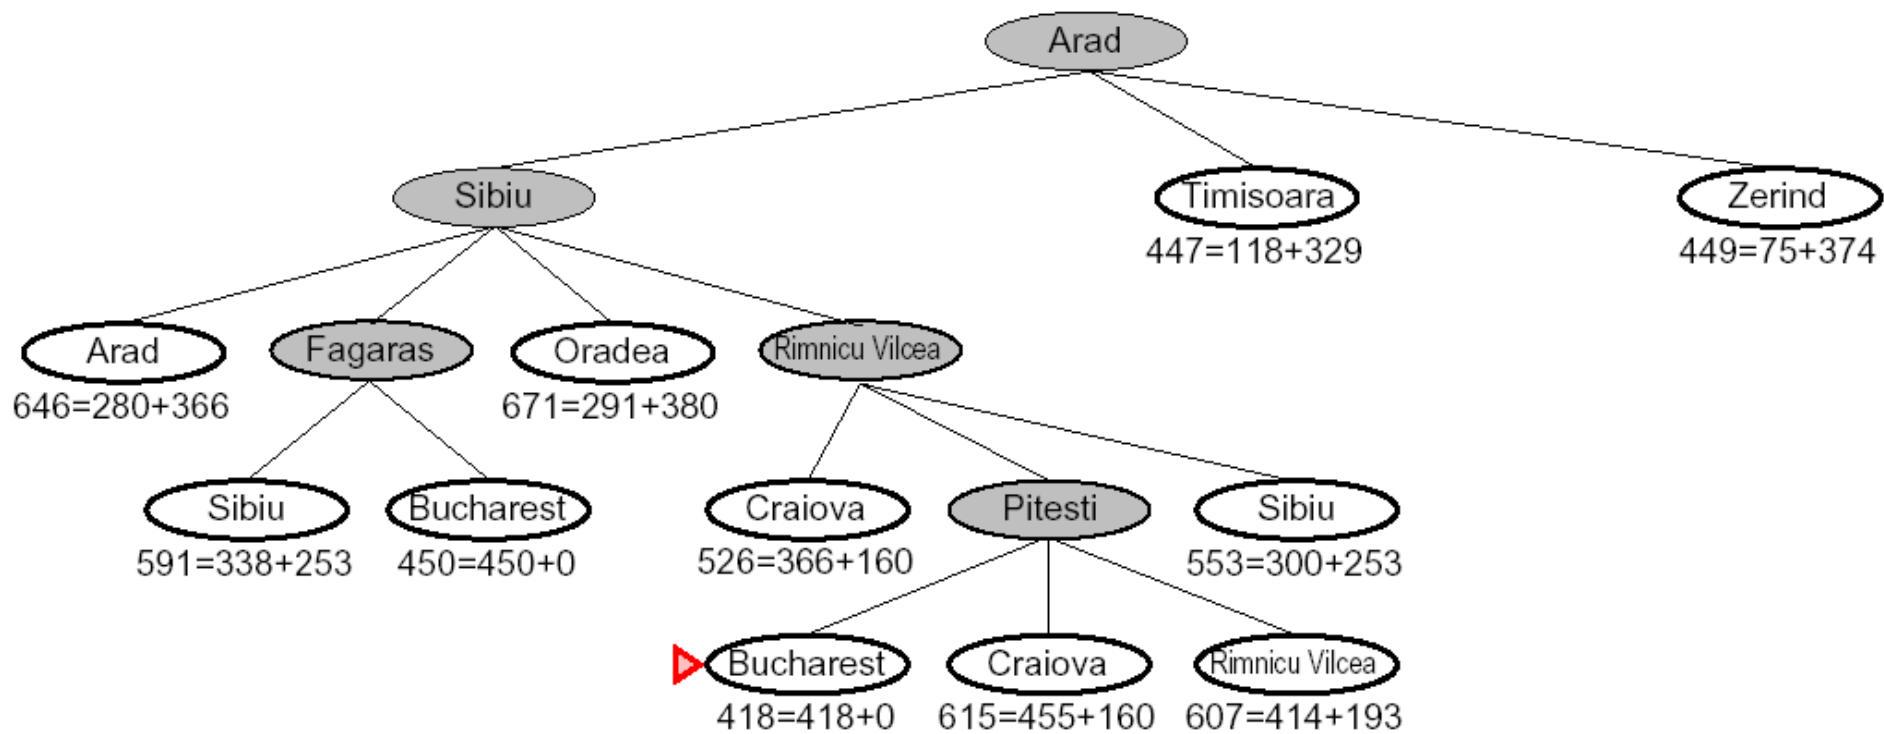 Arad
Sibiu
Timisoara
Zerind
447=118+329
449=75+374
Arad
Fagaras
Oradea
Rimnicu Vilcea
646=280+366
671=291+380
Sibiu
Bucharest
Craiova
Pitesti
Sibiu
591=338+253
450=450+0
526=366+160
553=300+253
Bucharest
Craiova
Rimnicu Vilcea
418=418+0
615=455+160
607=414+193